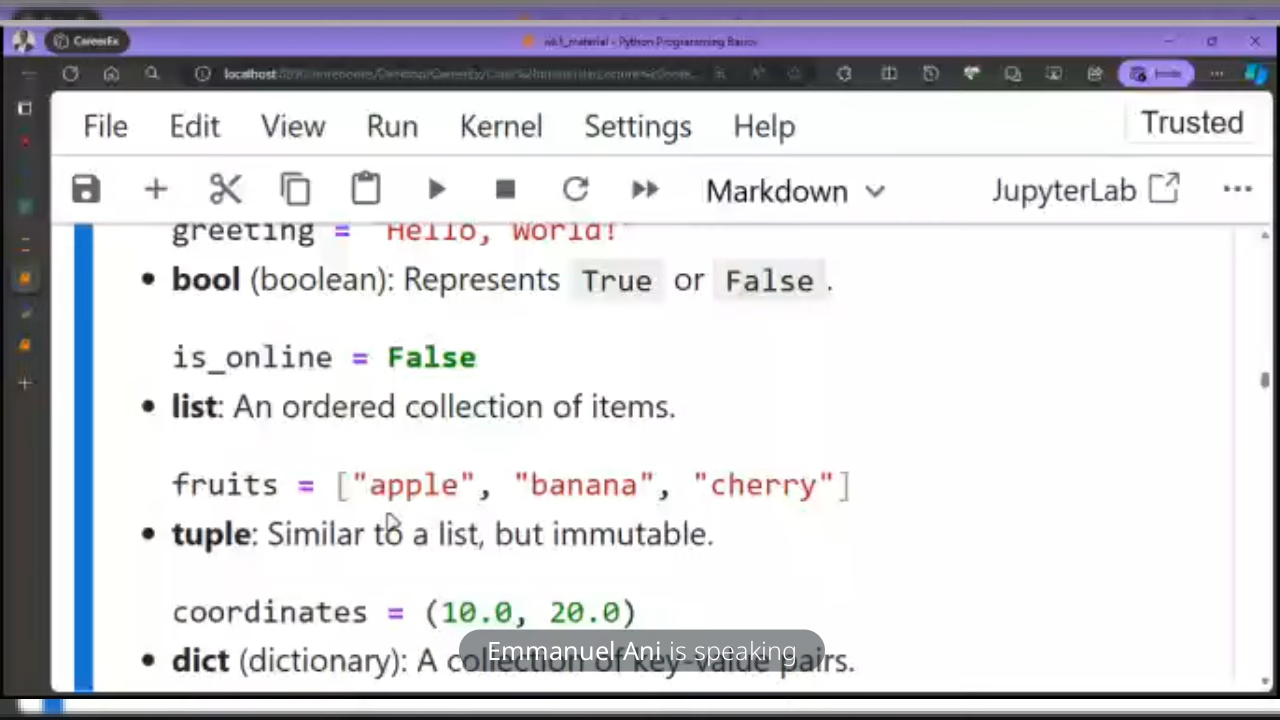 CareerEx
wk1_material - Python Programming Basics
localhost
File Edit View Run Kernel Settings Help Trusted
Markdown JupyterLab
greeting = "Hello, World!"
• bool (boolean): Represents True or False.
is_online = False
• list: An ordered collection of items.
fruits = ["apple", "banana", "cherry"]
• tuple: Similar to a list, but immutable.
coordinates = (10.0, 20.0)
• dict (dictionary): A collection of key-value pairs.
Emmanuel Ani is speaking